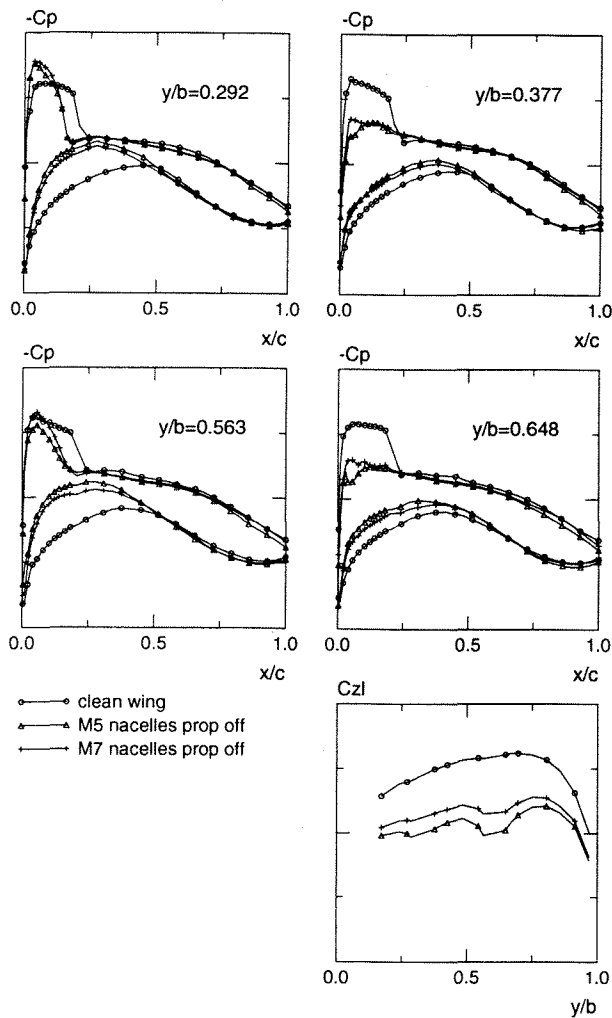 -Cp
y/b=0.292
0.0 0.5 1.0
x/c
-Cp
y/b=0.377
0.0 0.5 1.0
x/c
-Cp
y/b=0.563
0.0 0.5 1.0
x/c
-Cp
y/b=0.648
0.0 0.5 1.0
x/c
clean wing
M5 nacelles prop off
M7 nacelles prop off
Czl
0.0 0.5 1.0
y/b